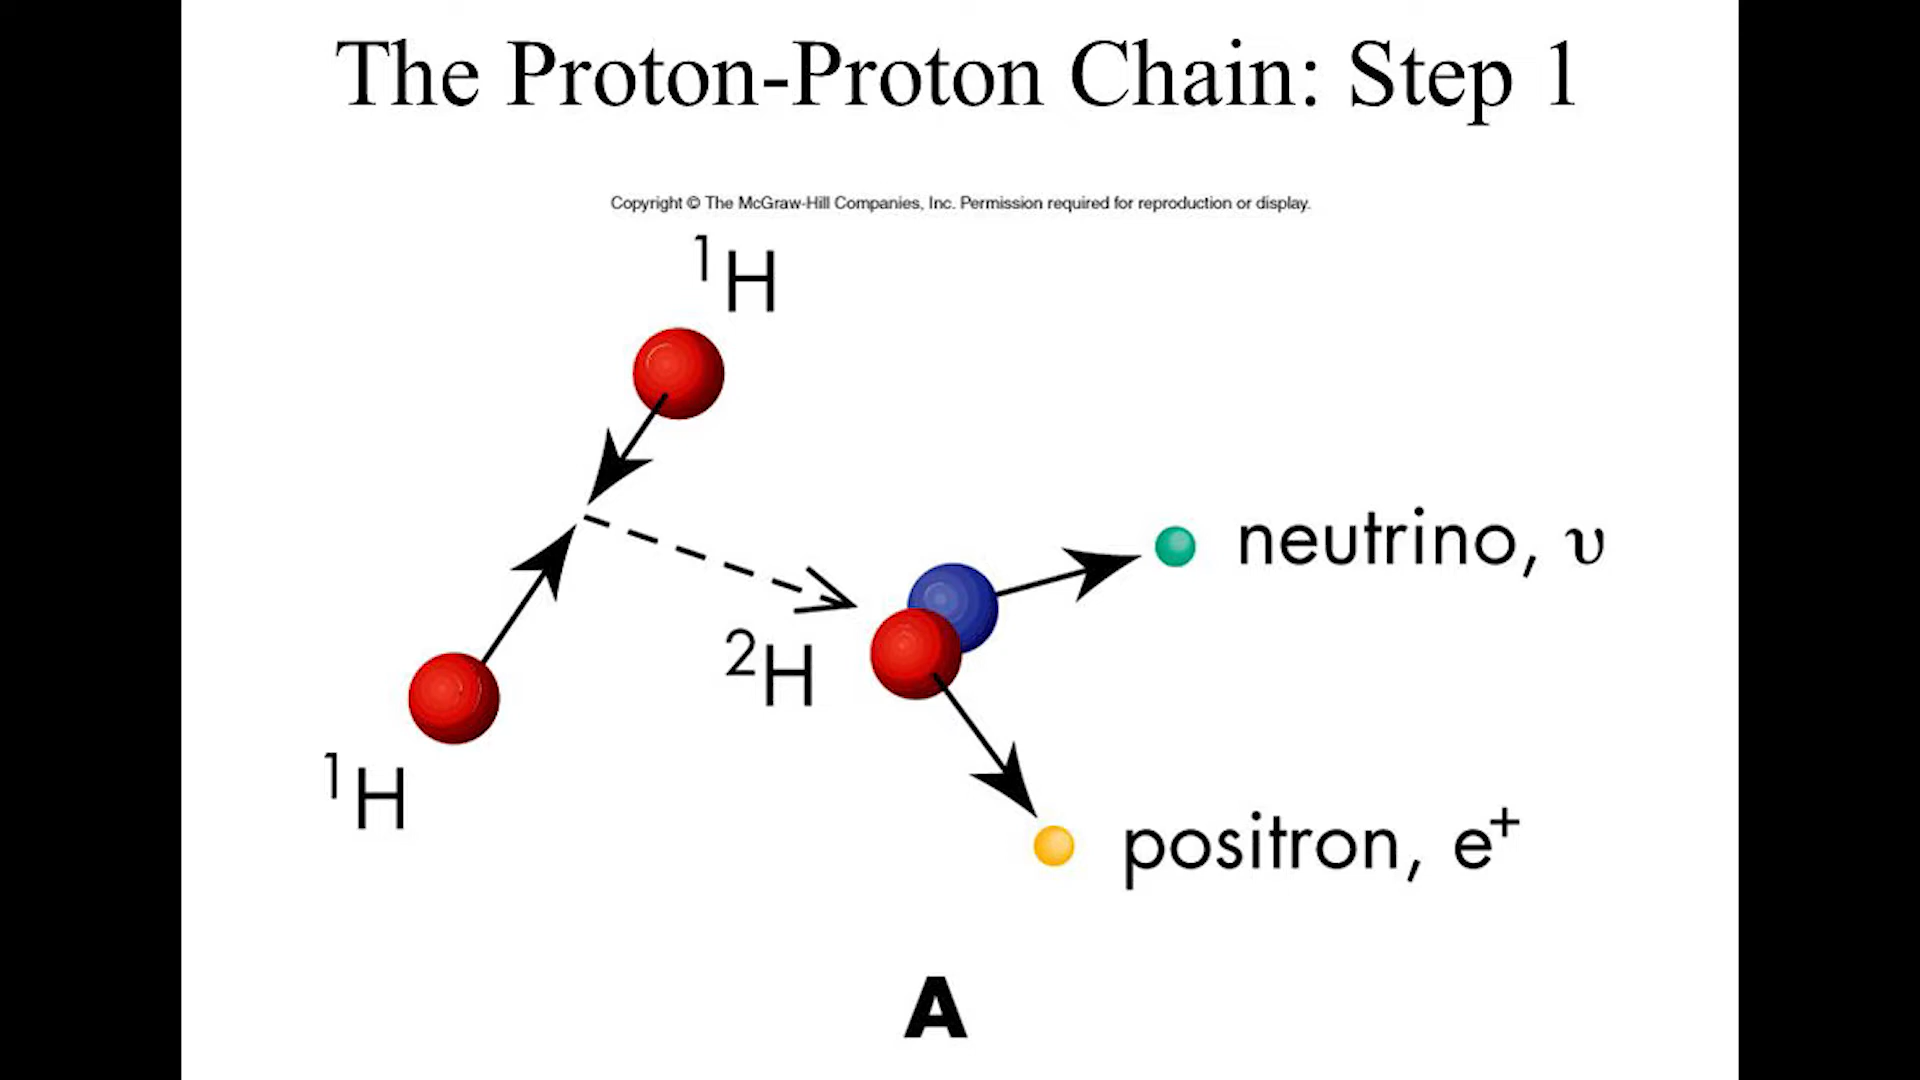 The Proton-Proton Chain: Step 1
Copyright © The McGraw-Hill Companies, Inc. Permission required for reproduction or display.
¹H
neutrino, υ
²H
¹H
positron, e⁺
A